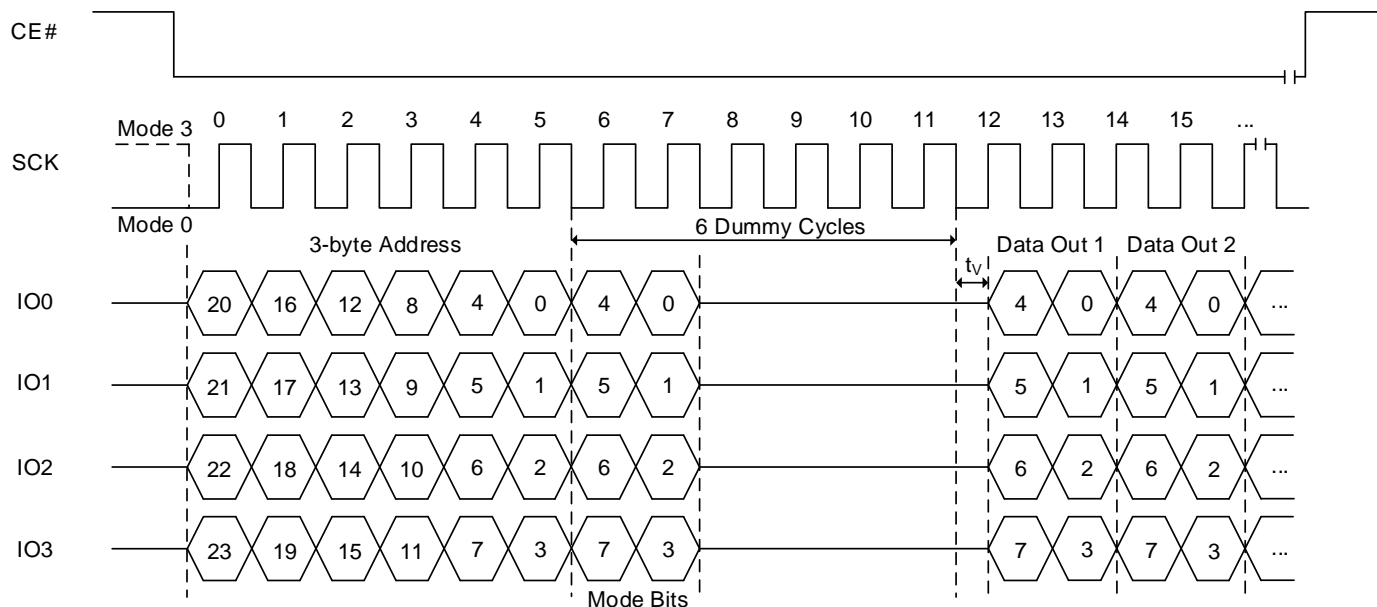 CE#
0 1 2 3 4 5 6 7 8 9 10 11 12 13 14 15 ...
Mode 3
SCK
Mode 0
3-byte Address 6 Dummy Cycles Data Out 1 Data Out 2
tV
IO0 20 16 12 8 4 0 4 0 4 0 4 0 ...
IO1 21 17 13 9 5 1 5 1 5 1 5 1 ...
IO2 22 18 14 10 6 2 6 2 6 2 6 2 ...
IO3 23 19 15 11 7 3 7 3 7 3 7 3 ...
Mode Bits